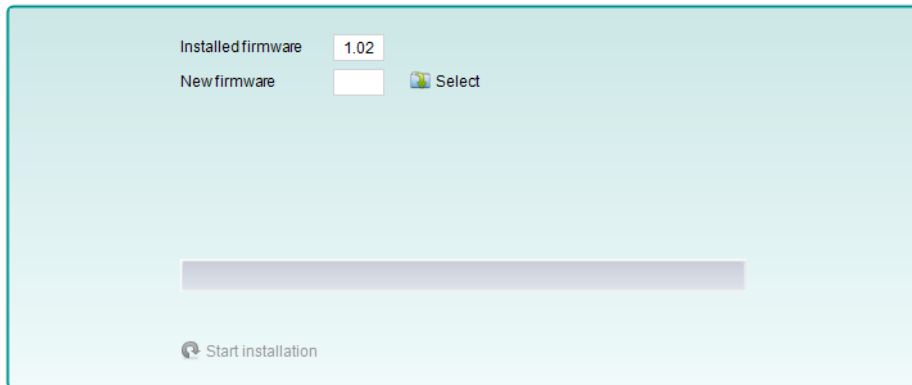 Installed firmware 1.02
New firmware Select
Start installation